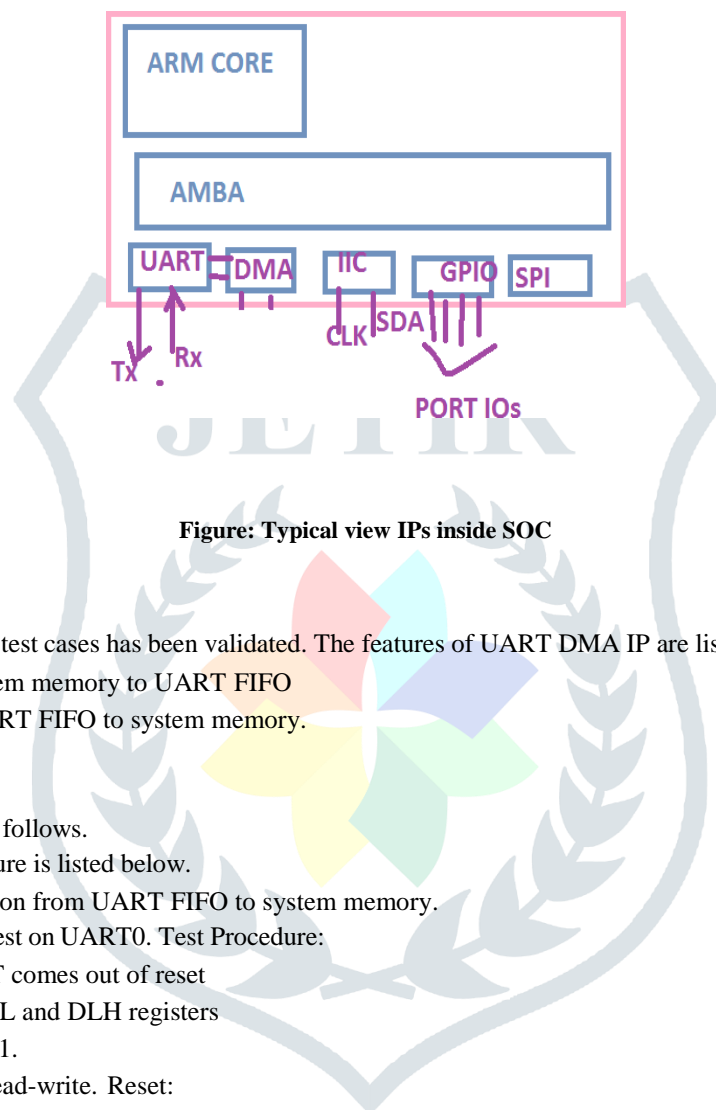 ARM CORE
AMBA
UART DMA IIC GPIO SPI
CLK SDA
Tx Rx
PORT IOs
JETIR
Figure: Typical view IPs inside SOC
test cases has been validated. The features of UART DMA IP are lis
em memory to UART FIFO
RT FIFO to system memory.
follows.
ure is listed below.
on from UART FIFO to system memory.
est on UART0. Test Procedure:
T comes out of reset
L and DLH registers
1.
ead-write. Reset: